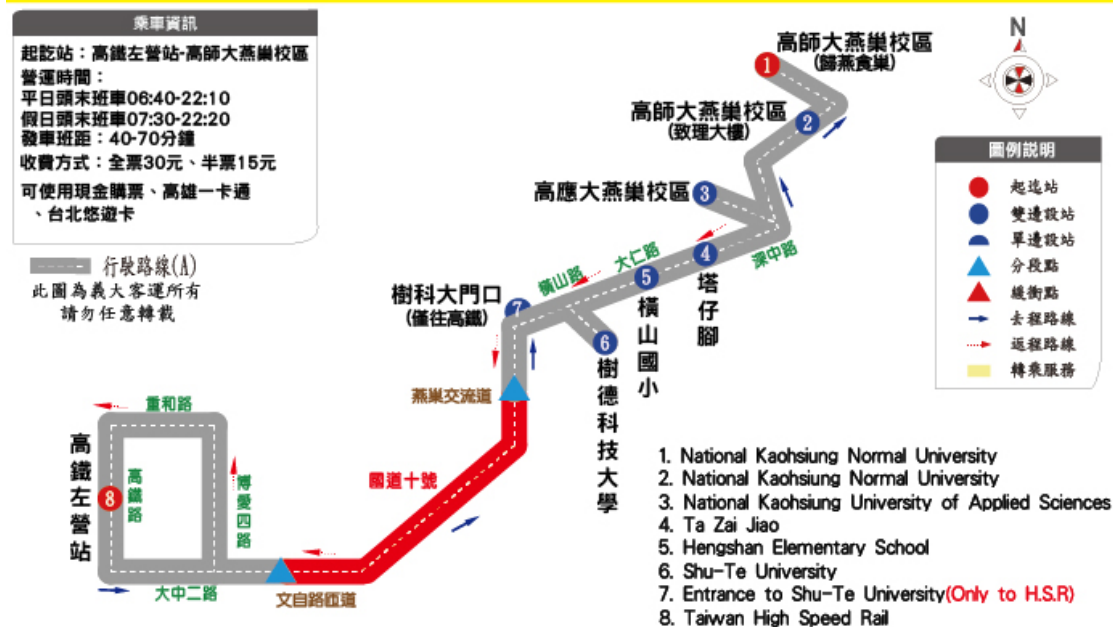 乘車資訊
起訖站：高鐵左營站-高師大燕巢校區
營運時間：
平日頭末班車06:40-22:10
假日頭末班車07:30-22:20
發車班距：40-70分鐘
收費方式：全票30元、半票15元
可使用現金購票、高雄一卡通
、台北悠遊卡
行駛路線(A)
此圖為義大客運所有
請勿任意轉載
高師大燕巢校區
(歸燕食巢)
1
高師大燕巢校區
(致理大樓)
2
高應大燕巢校區
3
4
塔仔腳
深中路
大仁路
5
橫山國小
橫山路
6
樹德科技大學
樹科大門口
(僅往高鐵)
7
燕巢交流道
國道十號
文自路匝道
重和路
高鐵左營站
8
高鐵路
博愛四路
大中二路
N
圖例說明
起迄站
雙邊設站
單邊設站
分段點
緩衝點
去程路線
返程路線
轉乘服務
1. National Kaohsiung Normal University
2. National Kaohsiung Normal University
3. National Kaohsiung University of Applied Sciences
4. Ta Zai Jiao
5. Hengshan Elementary School
6. Shu-Te University
7. Entrance to Shu-Te University(Only to H.S.R)
8. Taiwan High Speed Rail